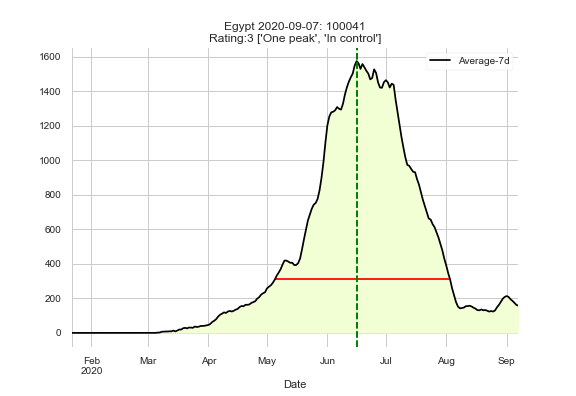 Egypt 2020-09-07: 100041
Rating:3 ['One peak', 'In control']
Average-7d
1600
1400
1200
1000
800
600
400
200
0
Feb
2020
Mar
Apr
May
Jun
Jul
Aug
Sep
Date